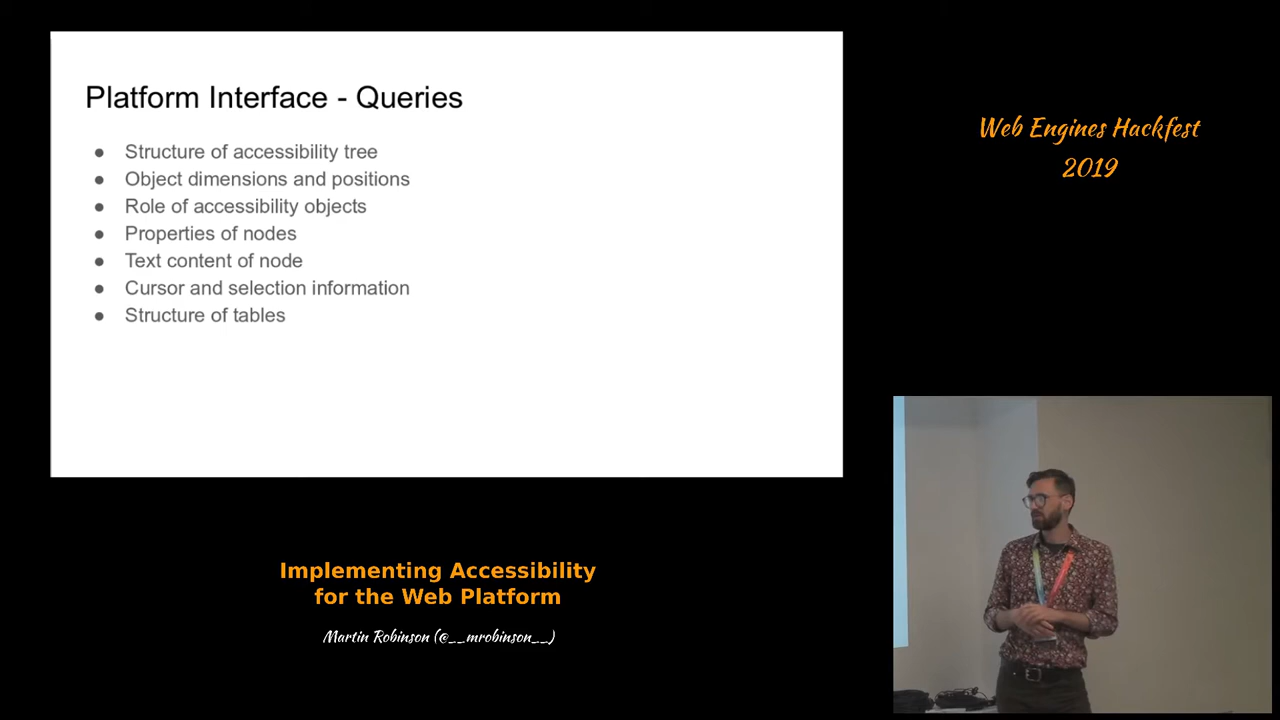 Platform Interface - Queries
● Structure of accessibility tree
● Object dimensions and positions
● Role of accessibility objects
● Properties of nodes
● Text content of node
● Cursor and selection information
● Structure of tables
Web Engines Hackfest
2019
Implementing Accessibility
for the Web Platform
Martin Robinson (@__mrobinson__)